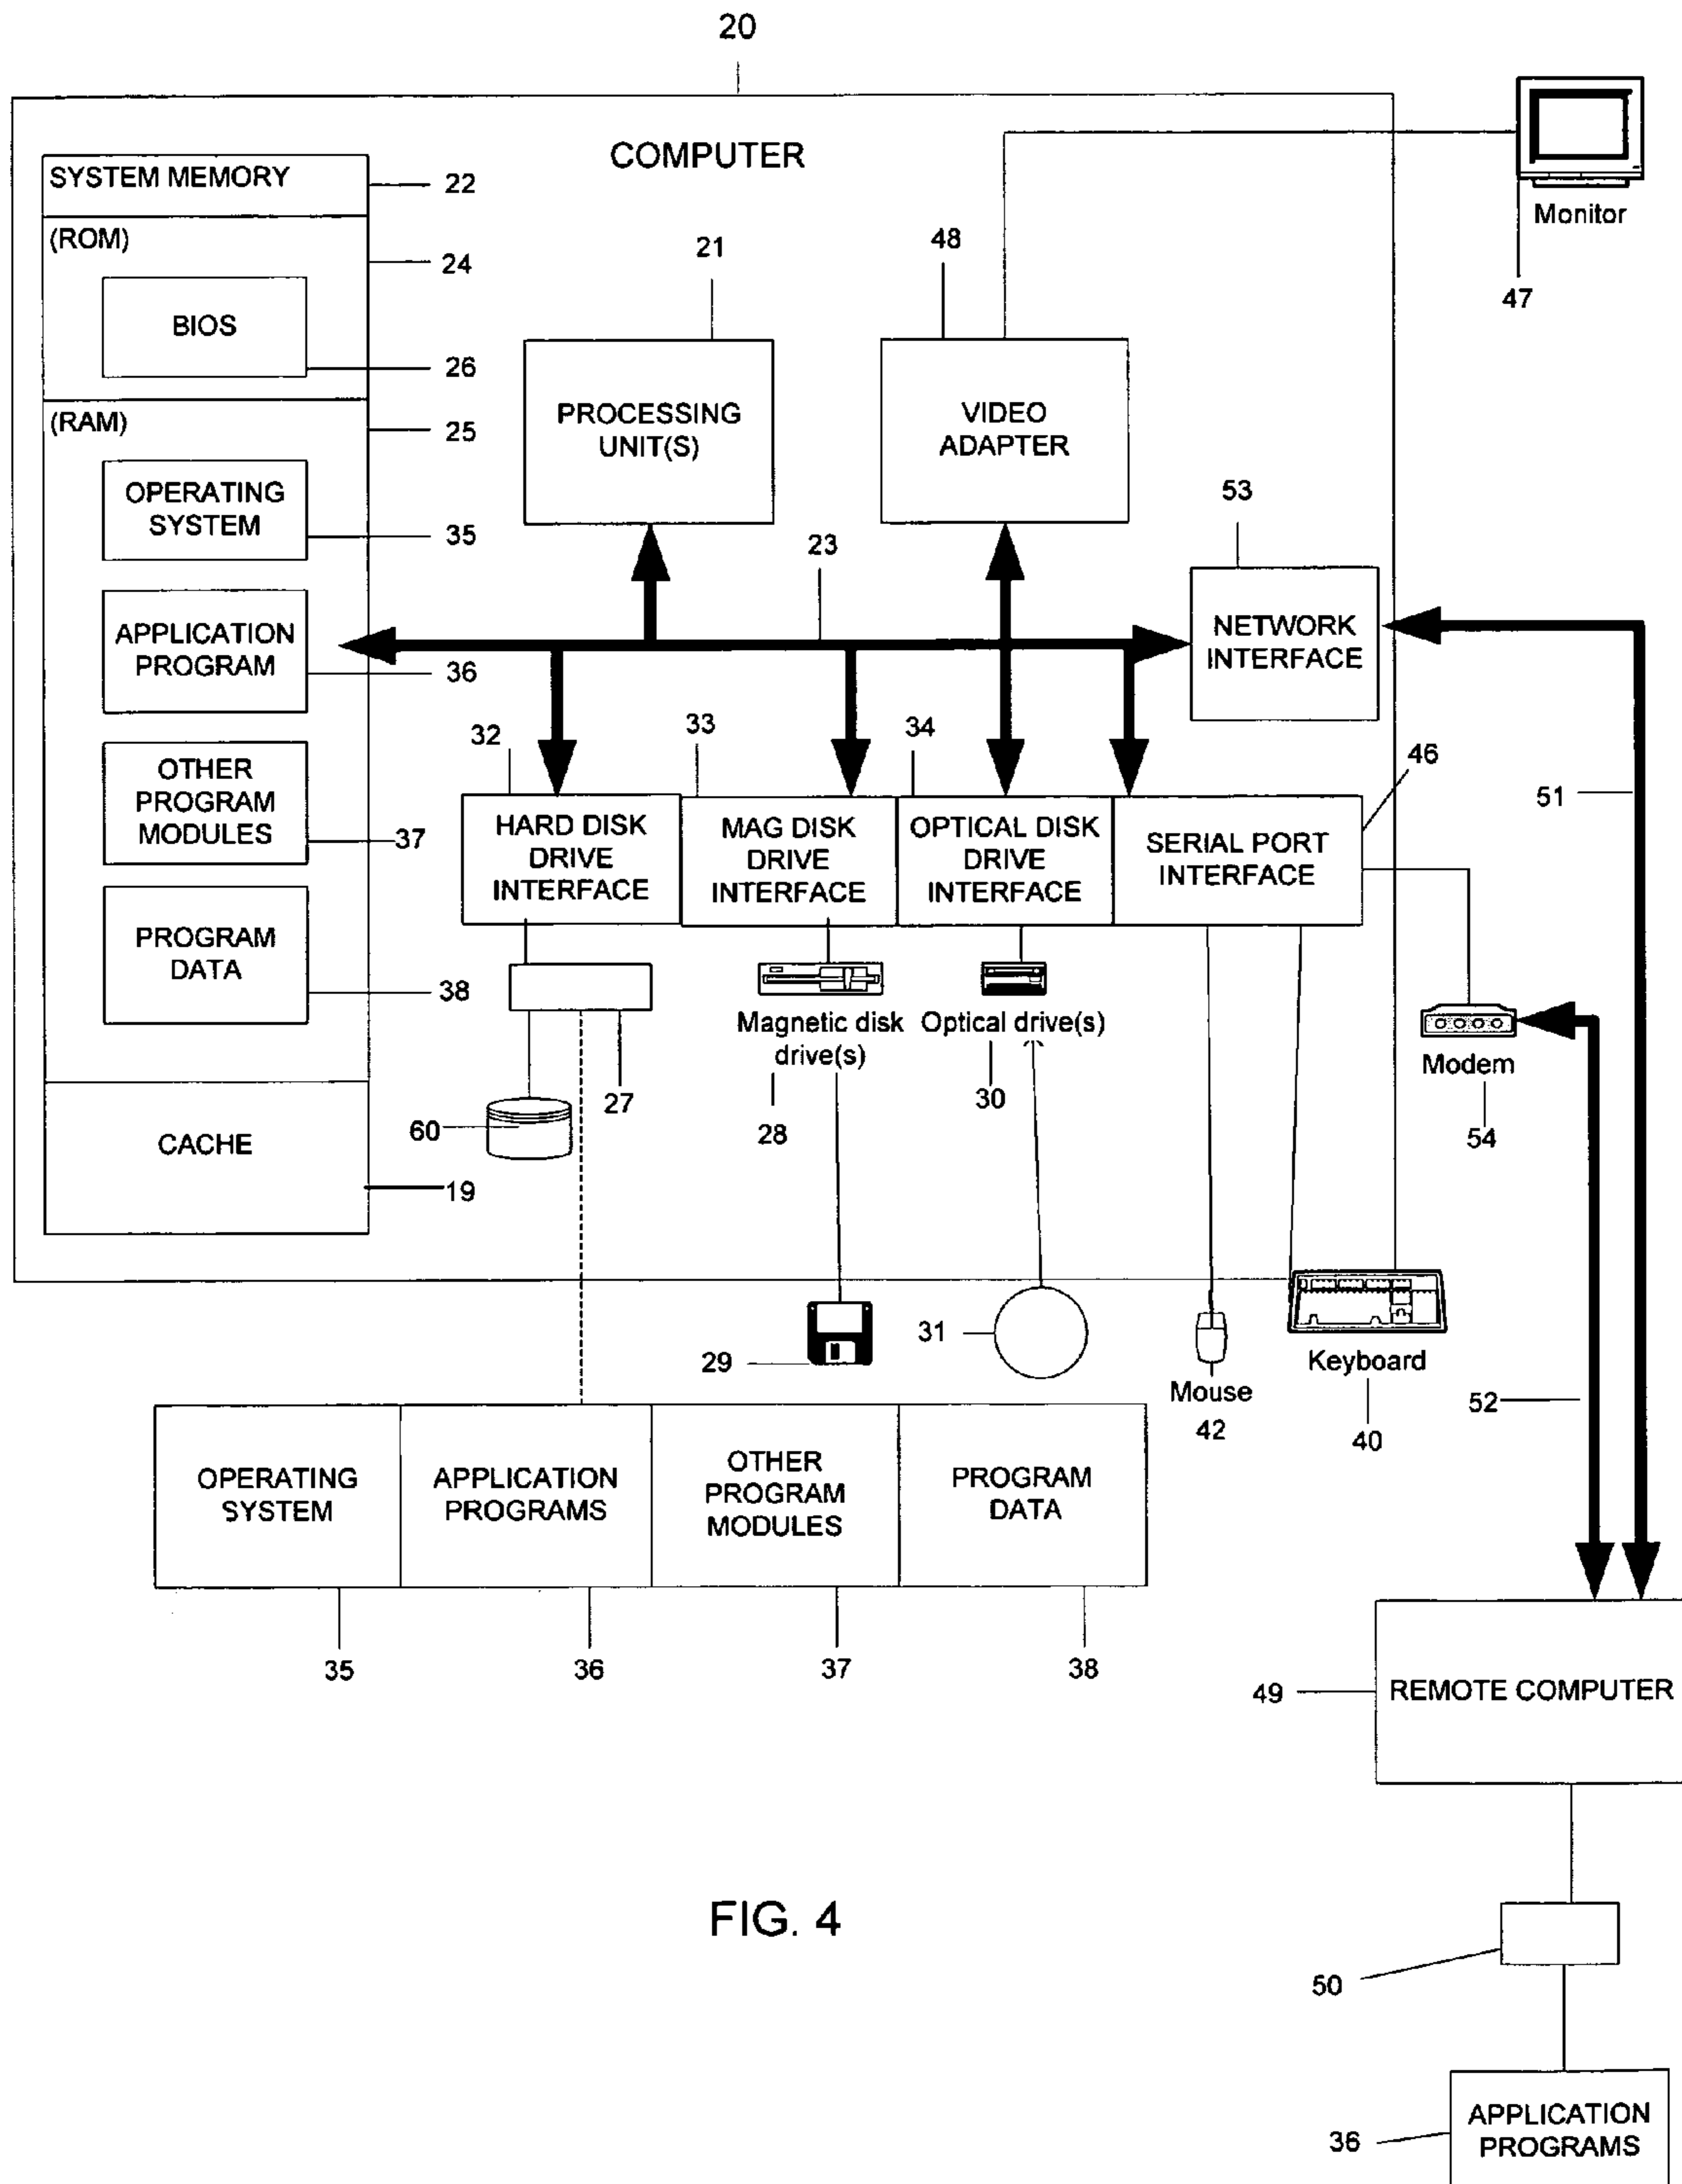 20
COMPUTER
SYSTEM MEMORY
22
(ROM)
24
BIOS
26
(RAM)
25
OPERATING
SYSTEM
35
APPLICATION
PROGRAM
36
OTHER
PROGRAM
MODULES
37
PROGRAM
DATA
38
CACHE
19
21
PROCESSING
UNIT(S)
48
VIDEO
ADAPTER
Monitor
47
23
53
NETWORK
INTERFACE
32
HARD DISK
DRIVE
INTERFACE
33
MAG DISK
DRIVE
INTERFACE
34
OPTICAL DISK
DRIVE
INTERFACE
46
SERIAL PORT
INTERFACE
51
27
60
Magnetic disk
drive(s)
28
Optical drive(s)
30
Modem
54
29
31
Mouse
42
Keyboard
40
52
OPERATING
SYSTEM
APPLICATION
PROGRAMS
OTHER
PROGRAM
MODULES
PROGRAM
DATA
35
36
37
38
49
REMOTE COMPUTER
FIG. 4
50
36
APPLICATION
PROGRAMS